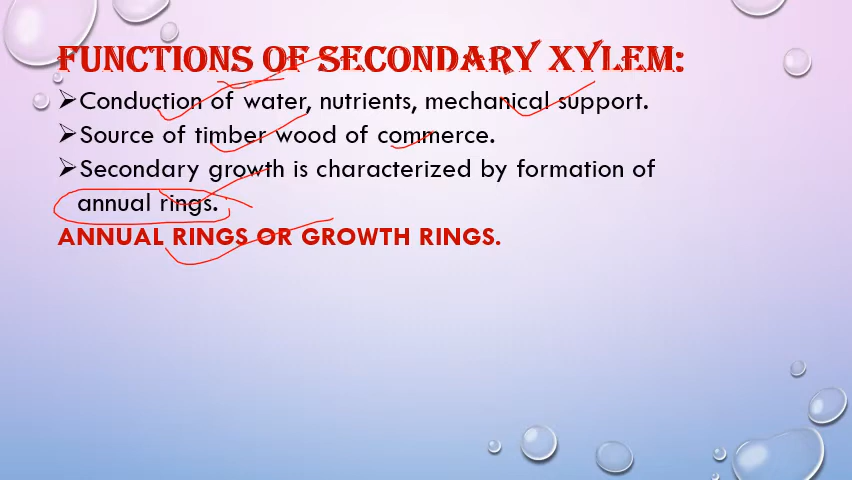 FUNCTIONS OF SECONDARY XYLEM:
➢Conduction of water, nutrients, mechanical support.
➢Source of timber wood of commerce.
➢Secondary growth is characterized by formation of
annual rings.
ANNUAL RINGS OR GROWTH RINGS.